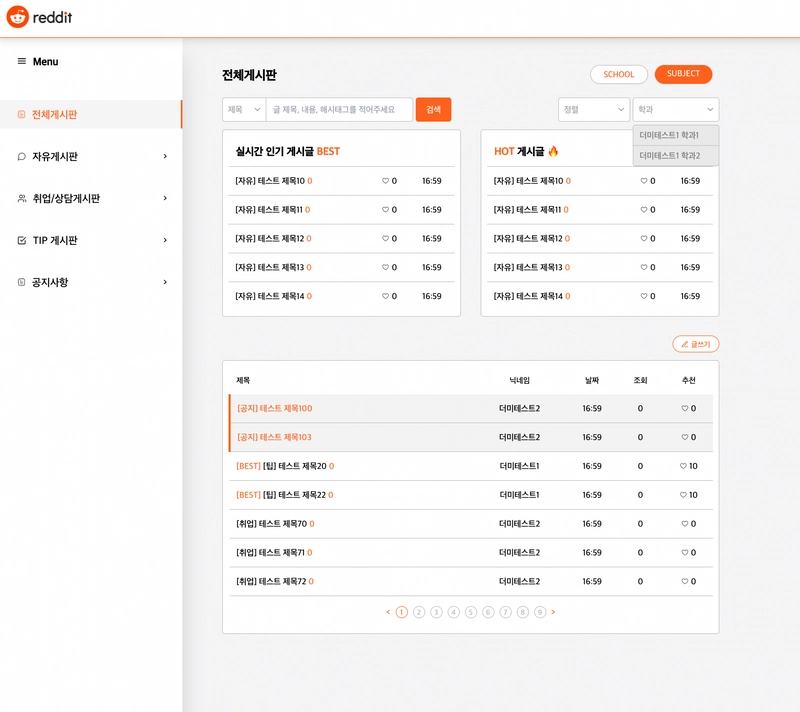 reddit
Menu
전체게시판
자유게시판
취업/상담게시판
TIP 게시판
공지사항
전체게시판
SCHOOL
SUBJECT
제목
글 제목, 내용, 해시태그를 적어주세요
검색
정렬
학과
더미테스트1 학과1
더미테스트1 학과2
실시간 인기 게시글 BEST
[자유] 테스트 제목10 0 0 16:59
[자유] 테스트 제목11 0 0 16:59
[자유] 테스트 제목12 0 0 16:59
[자유] 테스트 제목13 0 0 16:59
[자유] 테스트 제목14 0 0 16:59
HOT 게시글 🔥
[자유] 테스트 제목10 0 0 16:59
[자유] 테스트 제목11 0 0 16:59
[자유] 테스트 제목12 0 0 16:59
[자유] 테스트 제목13 0 0 16:59
[자유] 테스트 제목14 0 0 16:59
글쓰기
제목 닉네임 날짜 조회 추천
[공지] 테스트 제목100 더미테스트2 16:59 0 0
[공지] 테스트 제목103 더미테스트2 16:59 0 0
[BEST] [팁] 테스트 제목20 0 더미테스트1 16:59 0 10
[BEST] [팁] 테스트 제목22 0 더미테스트1 16:59 0 10
[취업] 테스트 제목70 0 더미테스트2 16:59 0 0
[취업] 테스트 제목71 0 더미테스트2 16:59 0 0
[취업] 테스트 제목72 0 더미테스트2 16:59 0 0
< 1 2 3 4 5 6 7 8 9 >